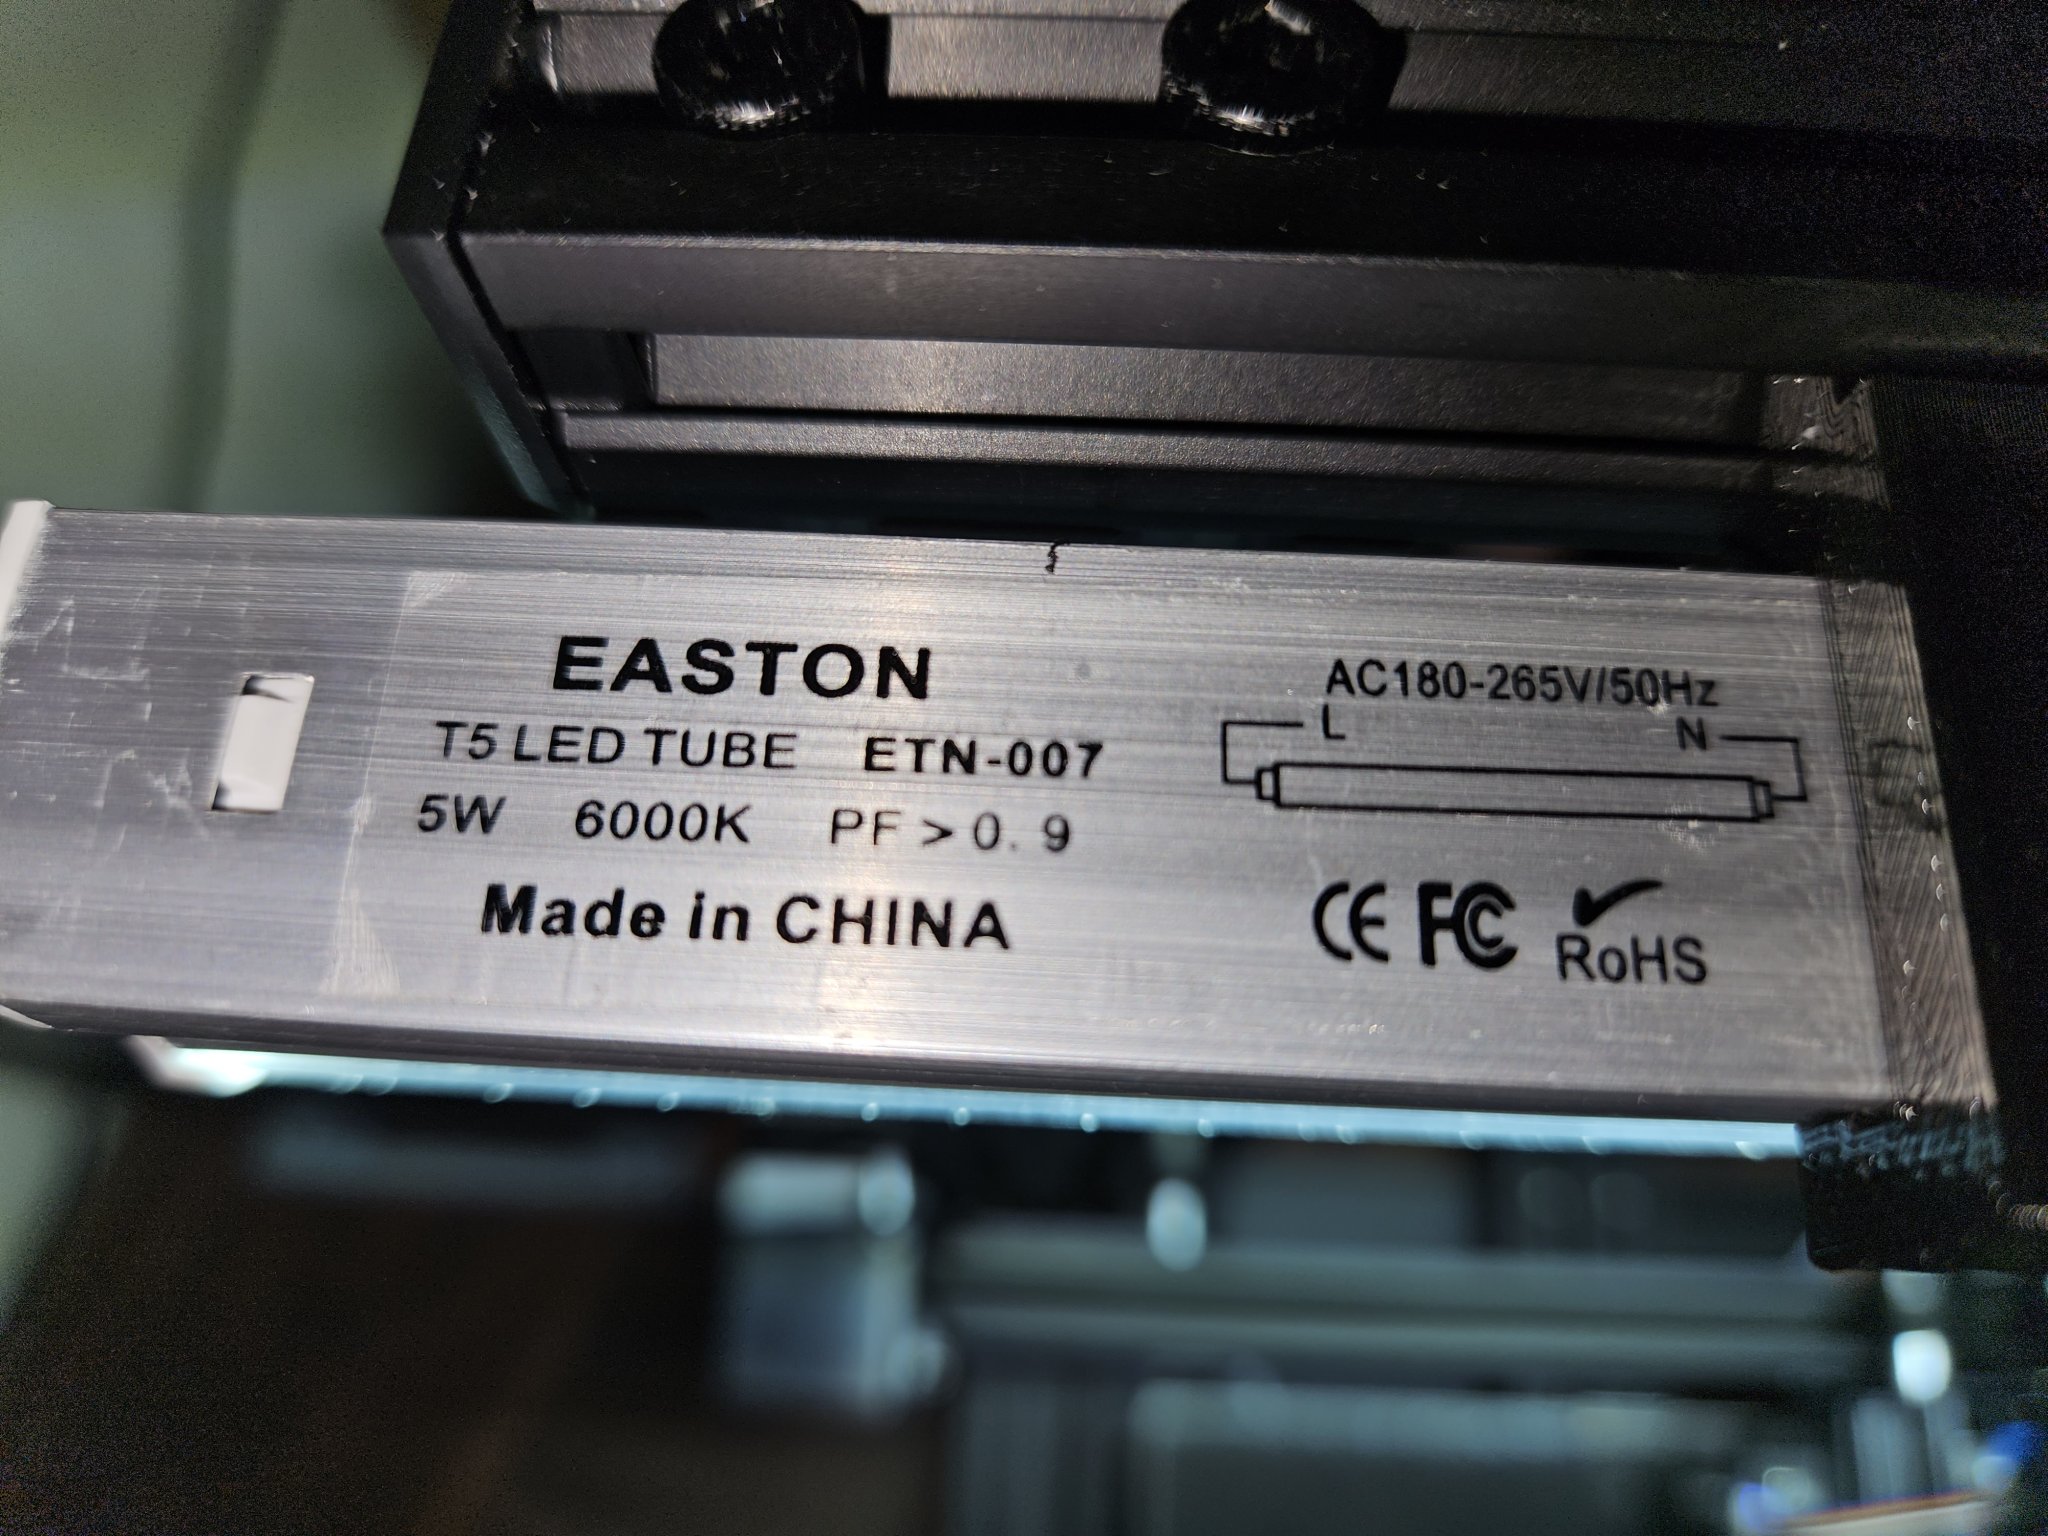 EASTON
T5 LED TUBE ETN-007
5W 6000K PF > 0. 9
Made in CHINA
AC180-265V/50Hz
L N
CE FC RoHS